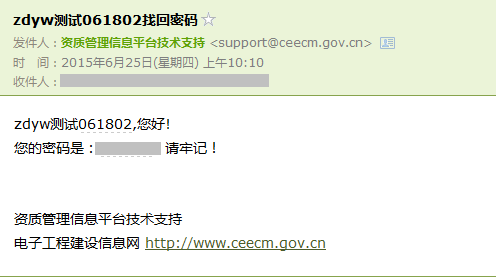 zdyw测试061802找回密码
发件人：资质管理信息平台技术支持 <support@ceecm.gov.cn>
时　间：2015年6月25日(星期四) 上午10:10
收件人：
zdyw测试061802,您好!
您的密码是： 请牢记！
资质管理信息平台技术支持
电子工程建设信息网 http://www.ceecm.gov.cn